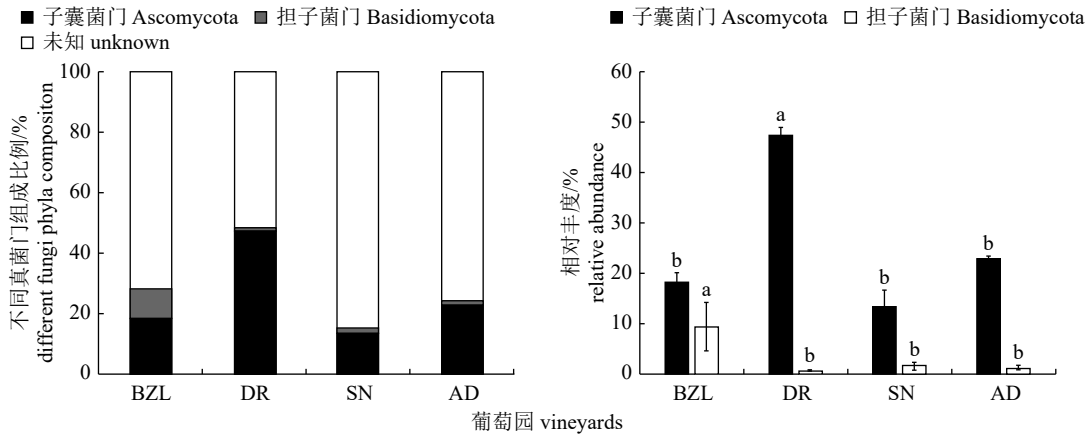 子囊菌门 Ascomycota 担子菌门 Basidiomycota
未知 unknown
不同真菌门组成比例/%
different fungi phyla compositon
100
80
60
40
20
0
BZL DR SN AD
子囊菌门 Ascomycota 担子菌门 Basidiomycota
相对丰度/%
relative abundance
60
50
40
30
20
10
0
b a a b b b b b
BZL DR SN AD
葡萄园 vineyards